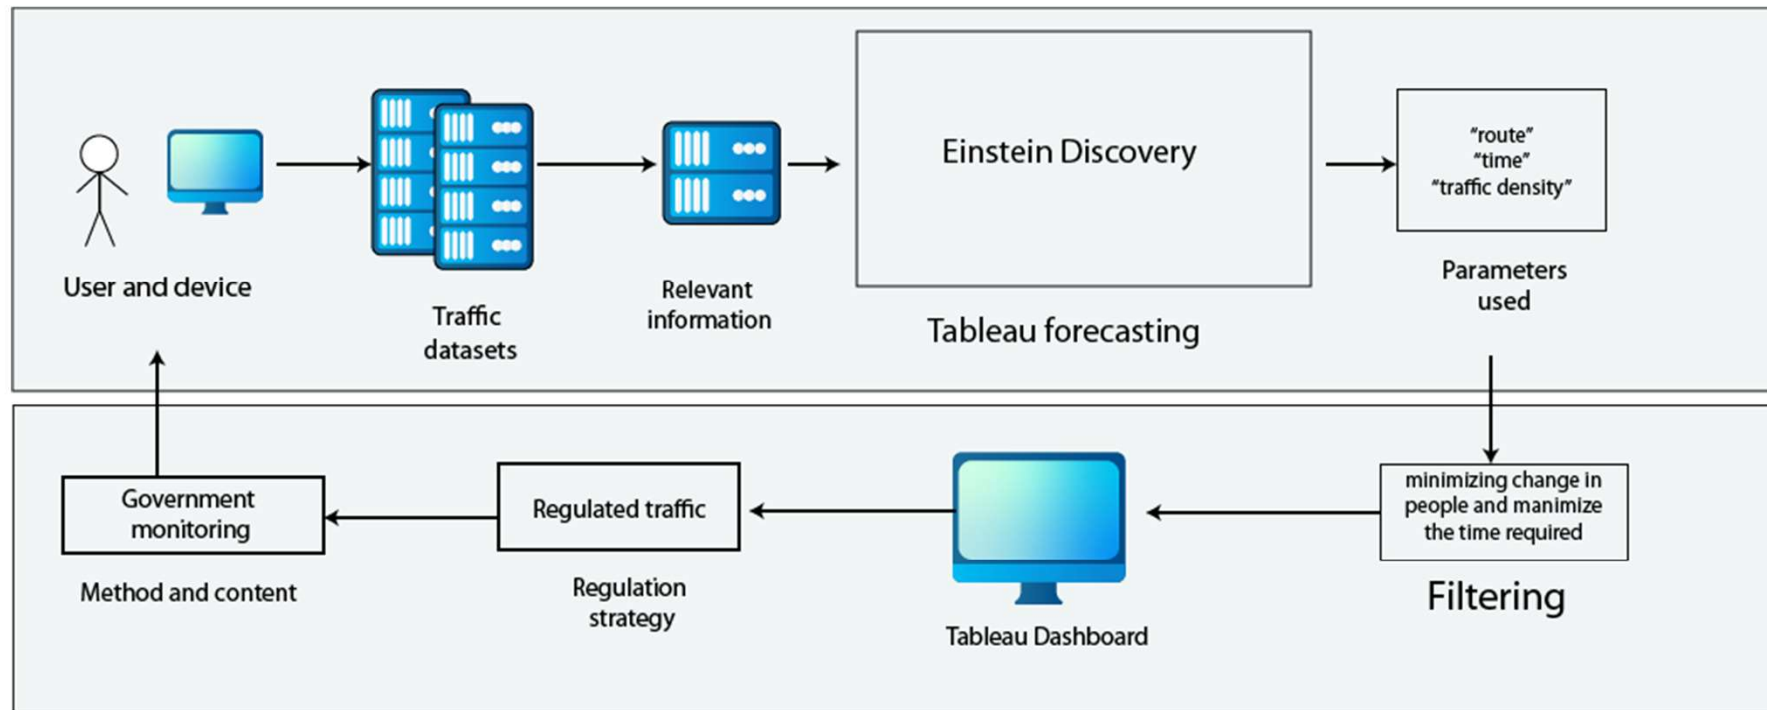 User and device
Traffic
datasets
Relevant
information
Einstein Discovery
Tableau forecasting
“route”
“time”
“traffic density”
Parameters
used
minimizing change in
people and manimize
the time required
Filtering
Tableau Dashboard
Regulated traffic
Regulation
strategy
Government
monitoring
Method and content